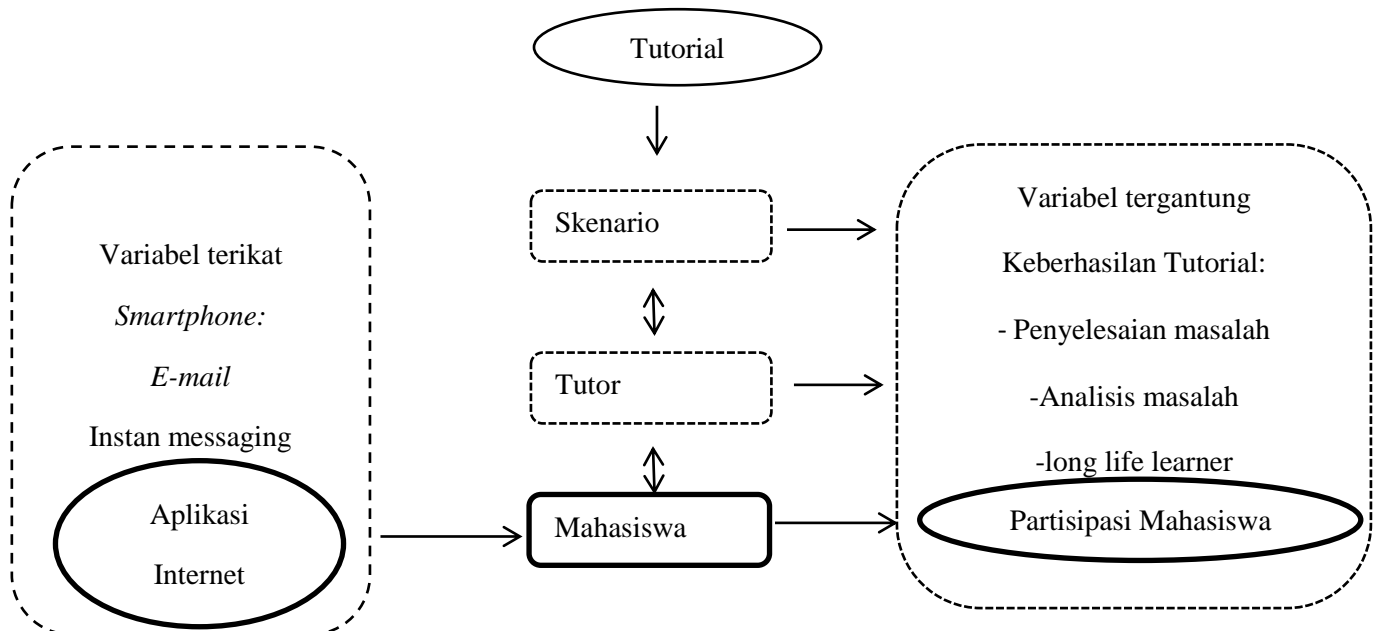 Tutorial
Variabel terikat
Smartphone:
E-mail
Instan messaging
Aplikasi
Internet
Skenario
Tutor
Mahasiswa
Variabel tergantung
Keberhasilan Tutorial:
- Penyelesaian masalah
-Analisis masalah
-long life learner
Partisipasi Mahasiswa